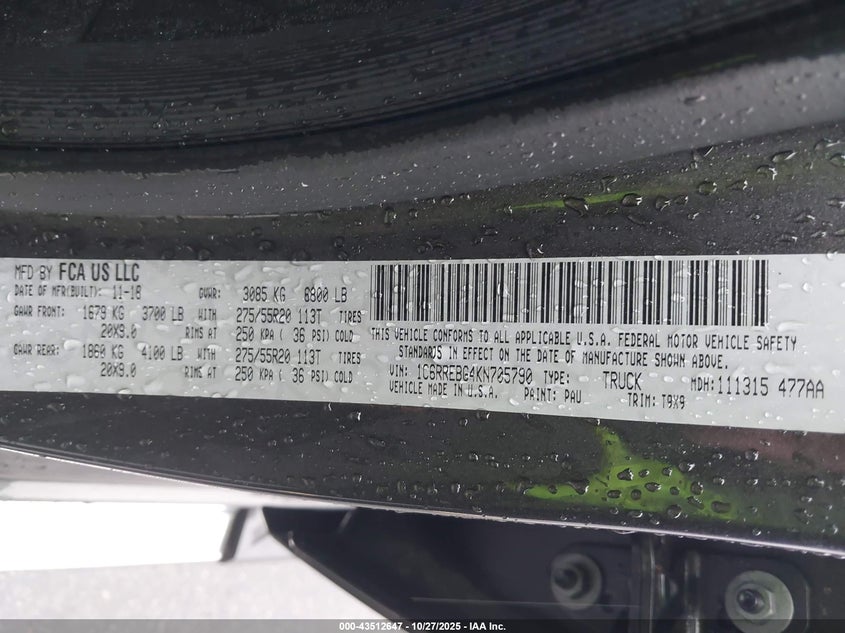 MFD BY FCA US LLC
DATE OF MFR(BUILT): 11-18 GVWR: 3085 KG 6800 LB
GAWR FRONT: 1679 KG 3700 LB WITH 275/55R20 113T TIRES
20X9.0 RIMS AT 250 KPA ( 36 PSI) COLD
GAWR REAR: 1860 KG 4100 LB WITH 275/55R20 113T TIRES
20X9.0 RIMS AT 250 KPA ( 36 PSI) COLD
THIS VEHICLE CONFORMS TO ALL APPLICABLE U.S.A. FEDERAL MOTOR VEHICLE SAFETY
STANDARDS IN EFFECT ON THE DATE OF MANUFACTURE SHOWN ABOVE.
VIN: 1C6RREBG4KN705790 TYPE: TRUCK MDH: 111315 477AA
VEHICLE MADE IN U.S.A. PAINT: PAU TRIM: T9X9
000-43512647 - 10/27/2025 - IAA Inc.